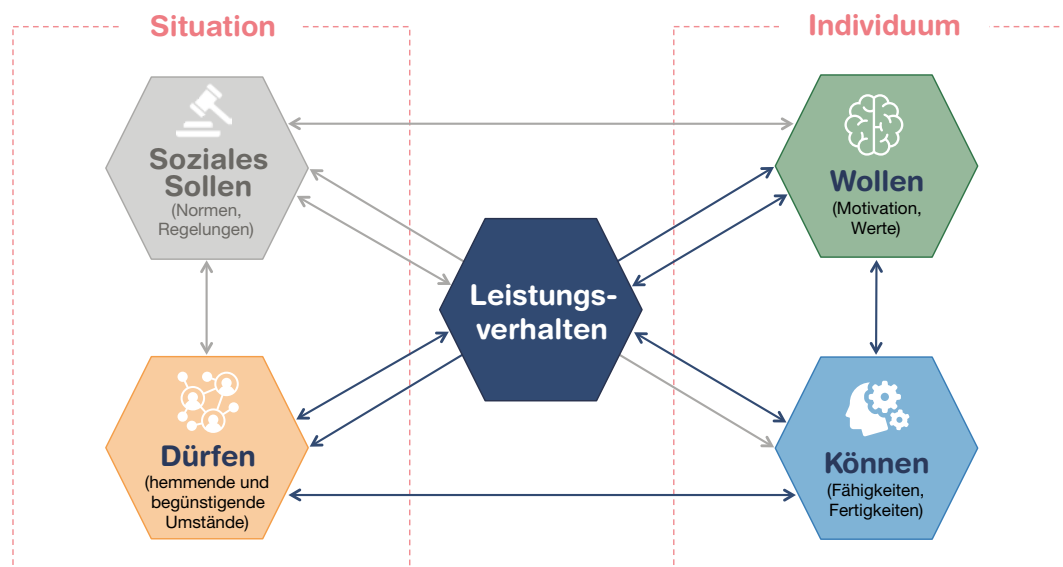 Situation
Individuum
Soziales
Sollen
(Normen,
Regelungen)
Wollen
(Motivation,
Werte)
Leistungs-
verhalten
Dürfen
(hemmende und
begünstigende
Umstände)
Können
(Fähigkeiten,
Fertigkeiten)